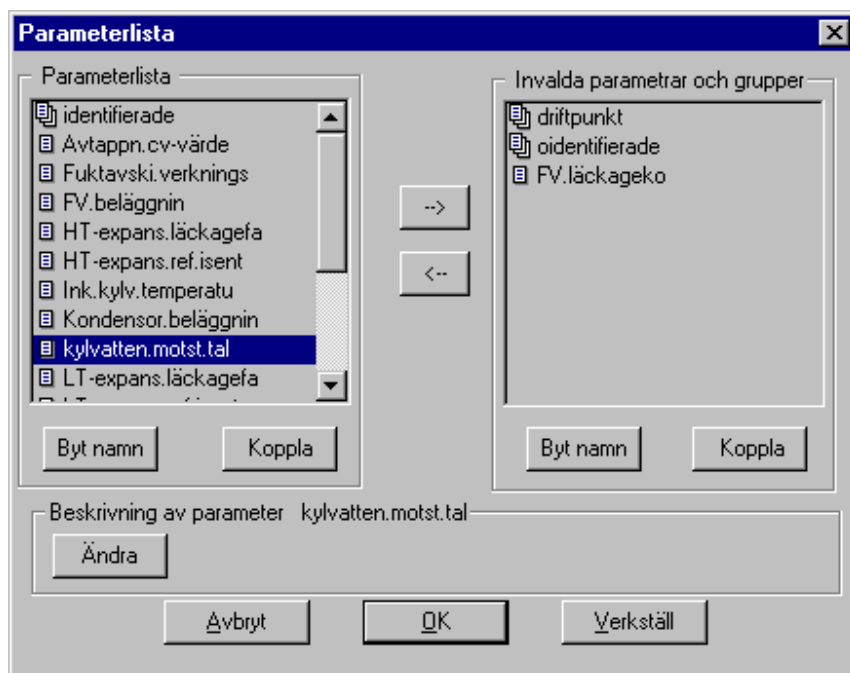 Parameterlista
Parameterlista
identifierade
Avtappn.cv-värde
Fuktavski.verknings
FV.beläggnin
HT-expans.läckagefa
HT-expans.ref.isent
Ink.kylv.temperatu
Kondensor.beläggnin
kylvatten.motst.tal
LT-expans.läckagefa
Byt namn
Koppla
-->
<--
Invalda parametrar och grupper
driftpunkt
oidentifierade
FV.läckageko
Byt namn
Koppla
Beskrivning av parameter kylvatten.motst.tal
Ändra
Avbryt
OK
Verkställ